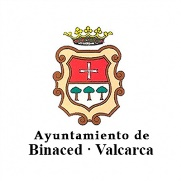 Ayuntamiento de
Binaced · Valcarca